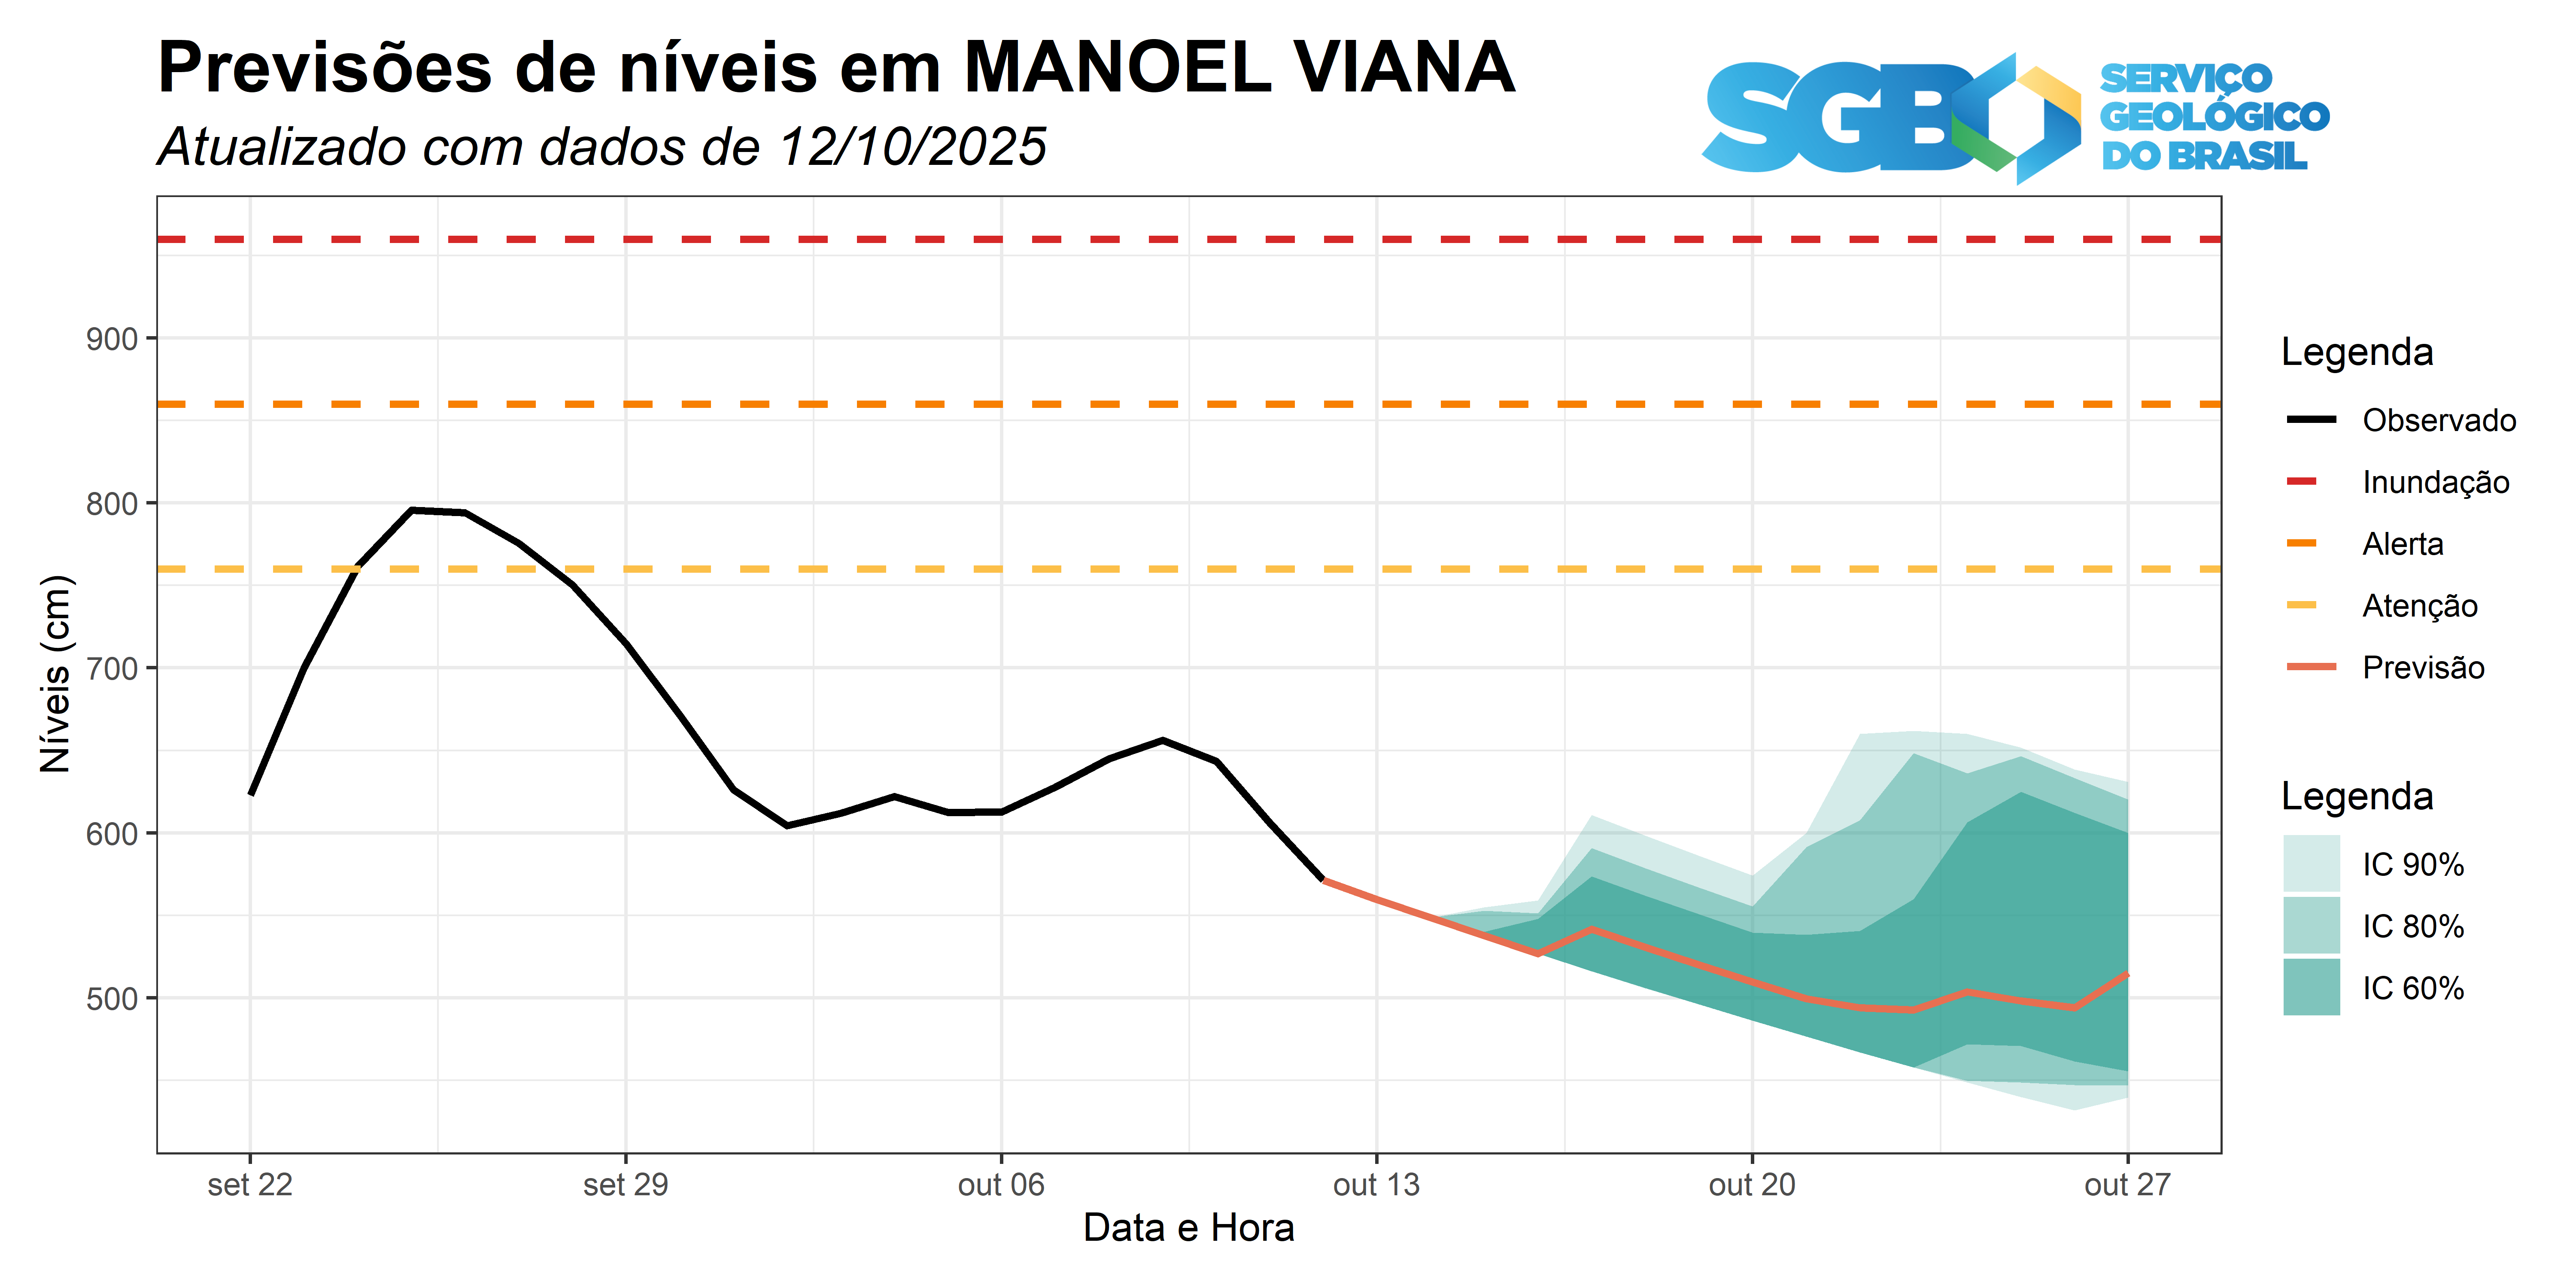 Previsões de níveis em MANOEL VIANA
Atualizado com dados de 12/10/2025
SGB
SERVIÇO
GEOLÓGICO
DO BRASIL
Níveis (cm)
900
800
700
600
500
set 22
set 29
out 06
out 13
out 20
out 27
Data e Hora
Legenda
Observado
Inundação
Alerta
Atenção
Previsão
Legenda
IC 90%
IC 80%
IC 60%